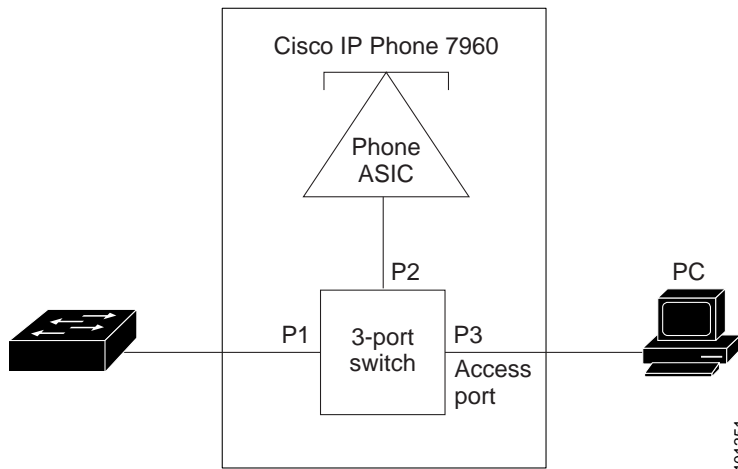 Cisco IP Phone 7960
Phone
ASIC
P2
PC
P1
3-port
switch
P3
Access
port